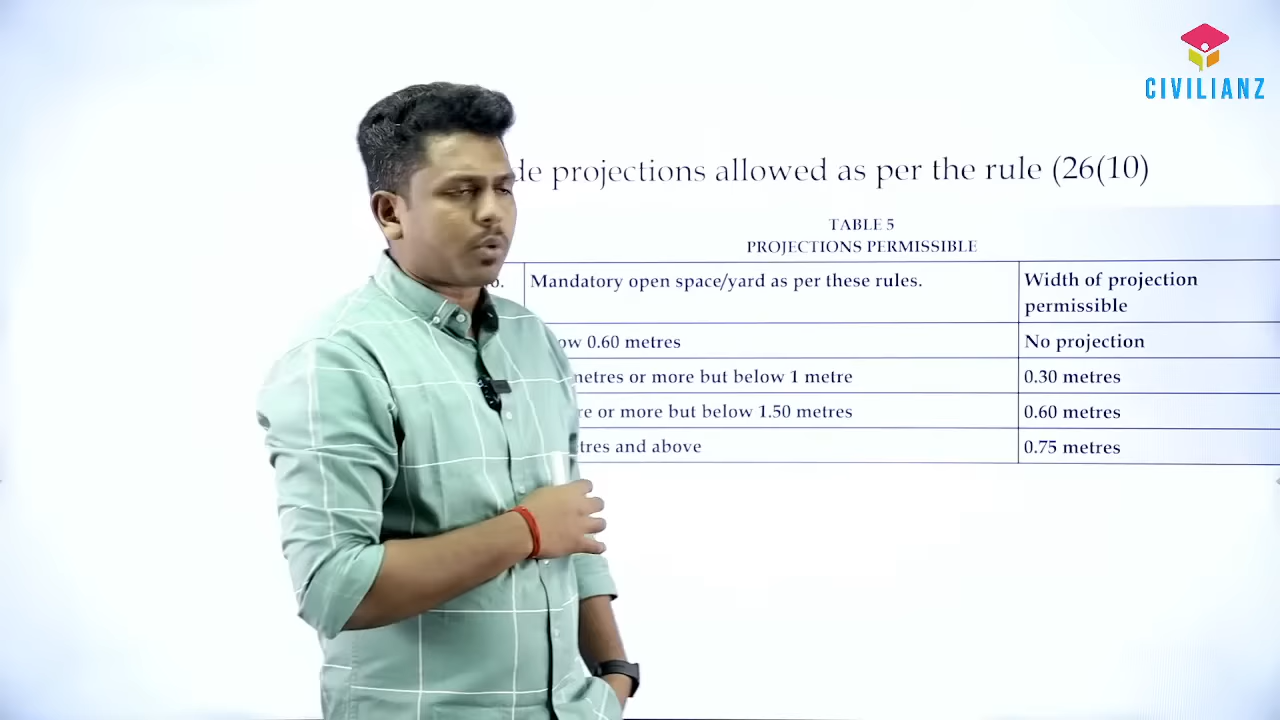 CIVILIANZ
de projections allowed as per the rule (26(10)
TABLE 5
PROJECTIONS PERMISSIBLE
o. Mandatory open space/yard as per these rules. Width of projection permissible
ow 0.60 metres No projection
metres or more but below 1 metre 0.30 metres
re or more but below 1.50 metres 0.60 metres
tres and above 0.75 metres